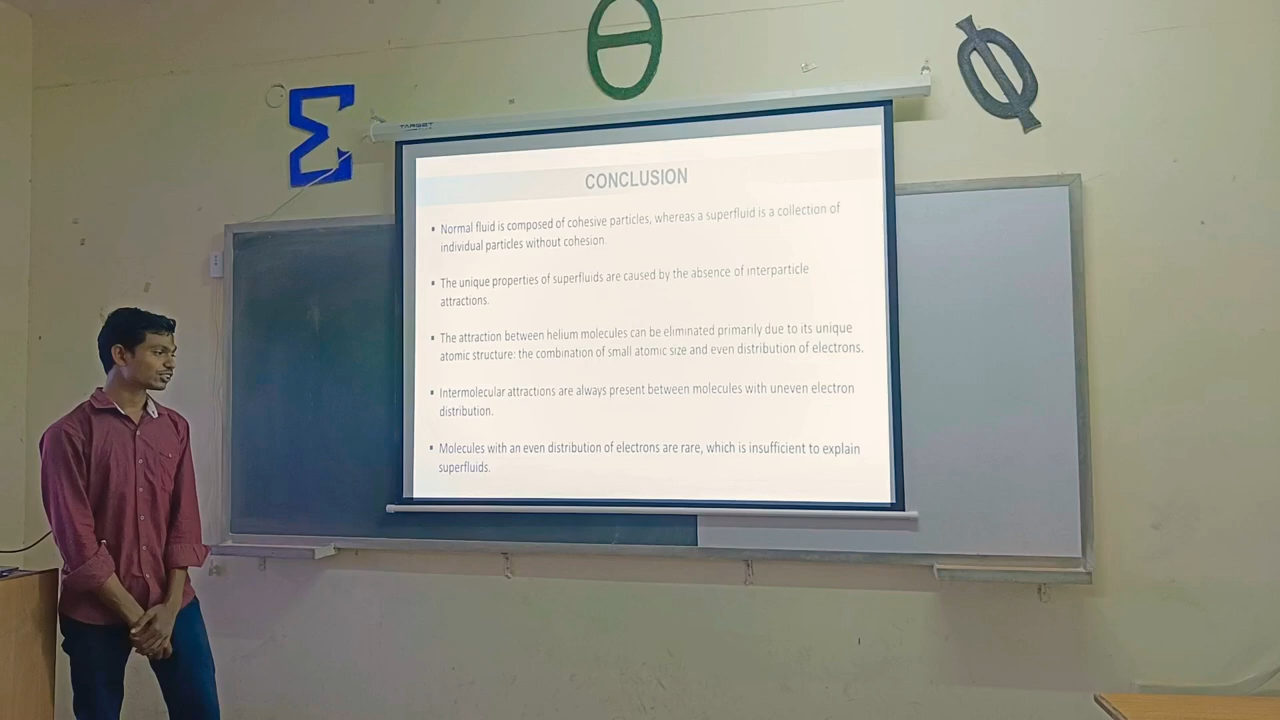 Σ
Θ
Φ
TARGET
CONCLUSION
▪ Normal fluid is composed of cohesive particles, whereas a superfluid is a collection of
individual particles without cohesion.
▪ The unique properties of superfluids are caused by the absence of interparticle
attractions.
▪ The attraction between helium molecules can be eliminated primarily due to its unique
atomic structure: the combination of small atomic size and even distribution of electrons.
▪ Intermolecular attractions are always present between molecules with uneven electron
distribution.
▪ Molecules with an even distribution of electrons are rare, which is insufficient to explain
superfluids.